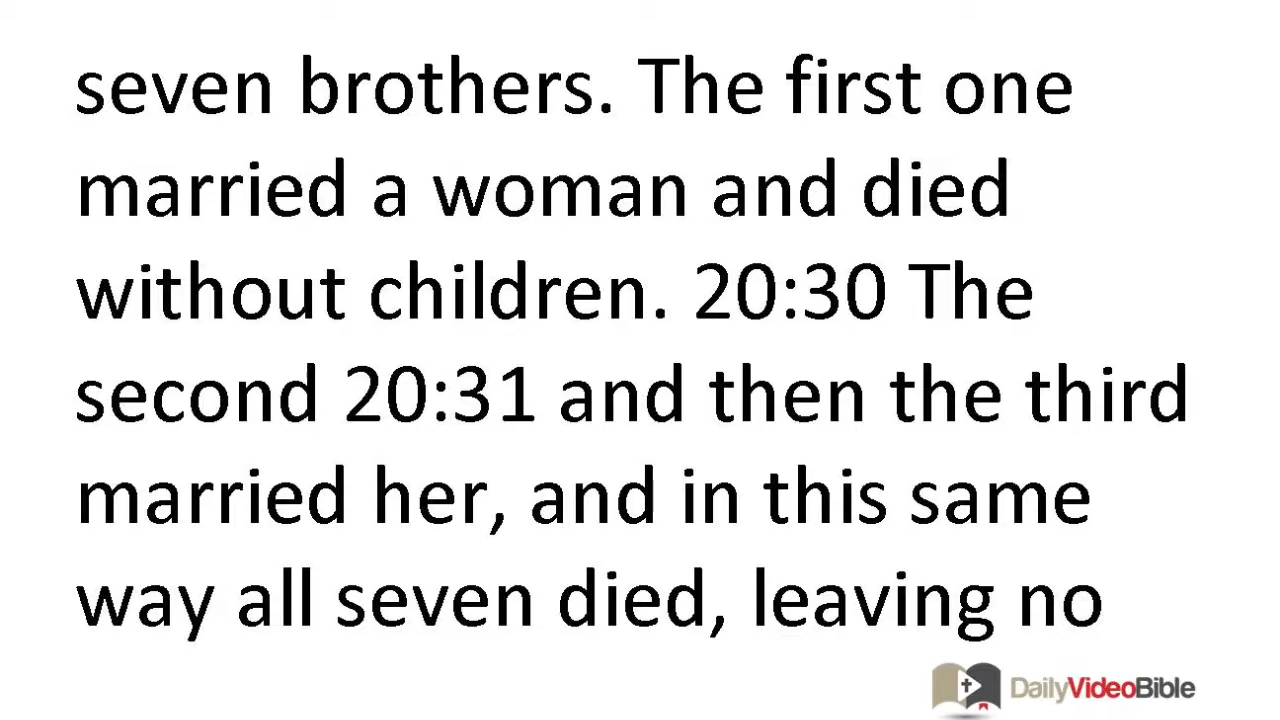 seven brothers. The first one
married a woman and died
without children. 20:30 The
second 20:31 and then the third
married her, and in this same
way all seven died, leaving no
DailyVideoBible